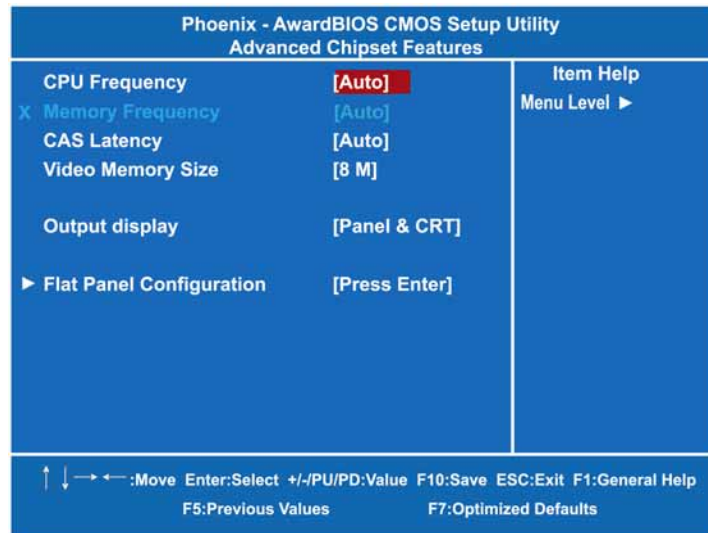 Phoenix - AwardBIOS CMOS Setup Utility
Advanced Chipset Features
CPU Frequency [Auto]
X Memory Frequency [Auto]
CAS Latency [Auto]
Video Memory Size [8 M]
Output display [Panel & CRT]
► Flat Panel Configuration [Press Enter]
Item Help
Menu Level ►
↑ ↓ → ← :Move Enter:Select +/-/PU/PD:Value F10:Save ESC:Exit F1:General Help
F5:Previous Values F7:Optimized Defaults